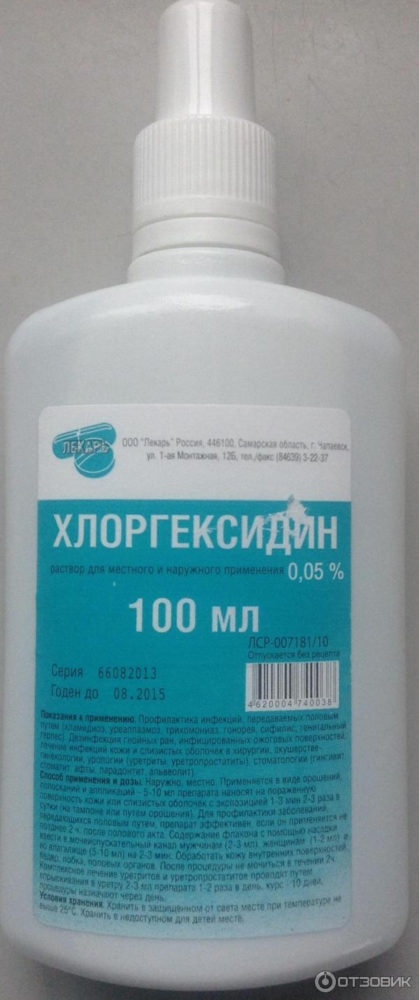 ЛЕКАРЬ
ООО "Лекарь" Россия, 446100, Самарская область, г. Чапаевск,
ул. 1-ая Монтажная, 12Б, тел./факс (84639) 3-22-37
ХЛОРГЕКСИДИН
раствор для местного и наружного применения 0,05 %
100 мл
ЛСР-007181/10
Отпускается без рецепта
Серия 66082013
Годен до 08.2015
4620004740038
Показания к применению. Профилактика инфекций, передаваемых половым
путем (хламидиоз, уреаплазмоз, трихомониаз, гонорея, сифилис, генитальный
герпес). Дезинфекция гнойных ран, инфицированных ожоговых поверхностей,
лечение инфекций кожи и слизистых оболочек в хирургии, акушерстве-
гинекологии, урологии (уретриты, уретропростатиты), стоматологии (гингивит,
стоматит, афты, парадонтит, альвеолит).
Способ применения и дозы. Наружно, местно. Применяется в виде орошений,
полосканий и аппликаций - 5-10 мл препарата наносят на пораженную
поверхность кожи или слизистых оболочек с экспозицией 1-3 мин 2-3 раза в
сутки (на тампоне или путем орошения). Для профилактики заболеваний,
передающихся половым путем, препарат эффективен, если он применяется не
позднее 2 ч. после полового акта. Содержание флакона с помощью насадки
ввести в мочеиспускательный канал мужчинам (2-3 мл), женщинам (1-2 мл) и
во влагалище (5-10 мл) на 2-3 мин. Обработать кожу внутренних поверхностей
бедер, лобка, половых органов. После процедуры не мочиться в течении 2ч.
Комплексное лечение уретритов и уретропростатитов проводят путем
впрыскивания в уретру 2-3 мл препарата 1-2 раза в день, курс - 10 дней,
процедуры назначают через день.
Условия хранения. Хранить в защищенном от света месте при температуре не
выше 25°С. Хранить в недоступном для детей месте.
ОТЗОВИК